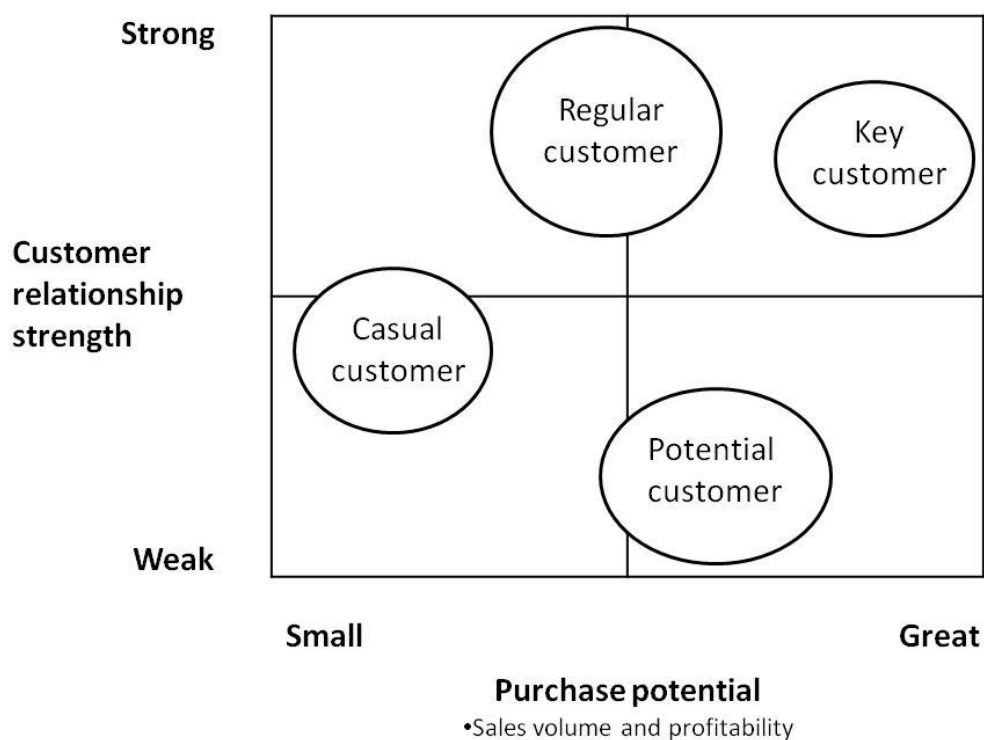 Strong
Regular
customer
Key
customer
Customer
relationship
strength
Casual
customer
Potential
customer
Weak
Small
Great
Purchase potential
•Sales volume and profitability